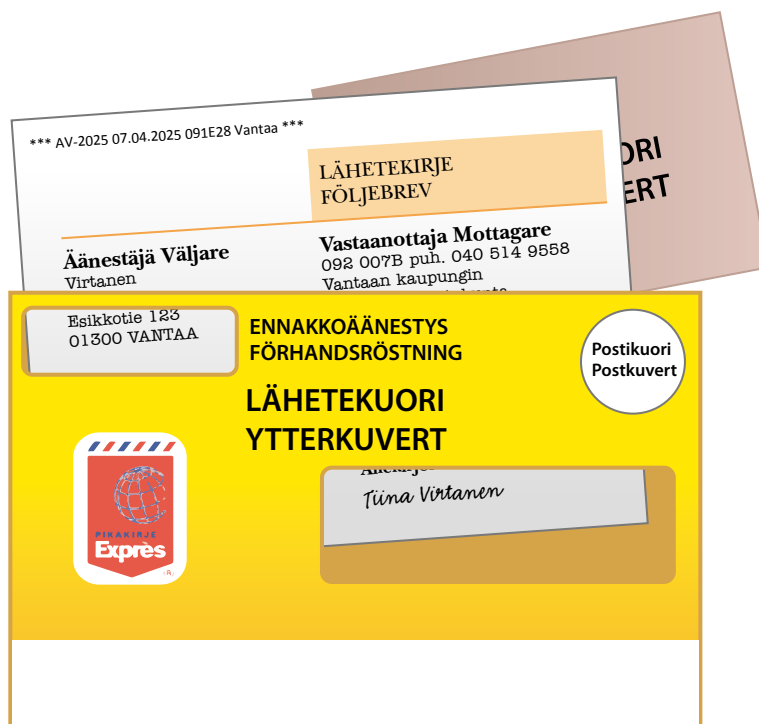 *** AV-2025 07.04.2025 091E28 Vantaa ***
LÄHETEKIRJE
FÖLJEBREV
Äänestäjä Väljare
Virtanen
Esikkotie 123
01300 VANTAA
Vastaanottaja Mottagare
092 007B puh. 040 514 9558
Vantaan kaupungin
ORI
ERT
ENNAKKOÄÄNESTYS
FÖRHANDSRÖSTNING
Postikuori
Postkuvert
LÄHETEKUORI
YTTERKUVERT
PIKAKIRJE
Exprès
Tiina Virtanen